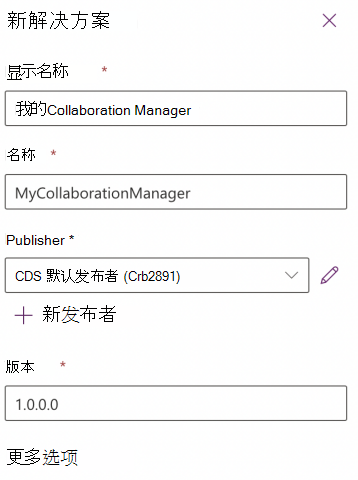 新解决方案
显示名称 *
我的Collaboration Manager
名称 *
MyCollaborationManager
Publisher *
CDS 默认发布者 (Crb2891)
新发布者
版本 *
1.0.0.0
更多选项